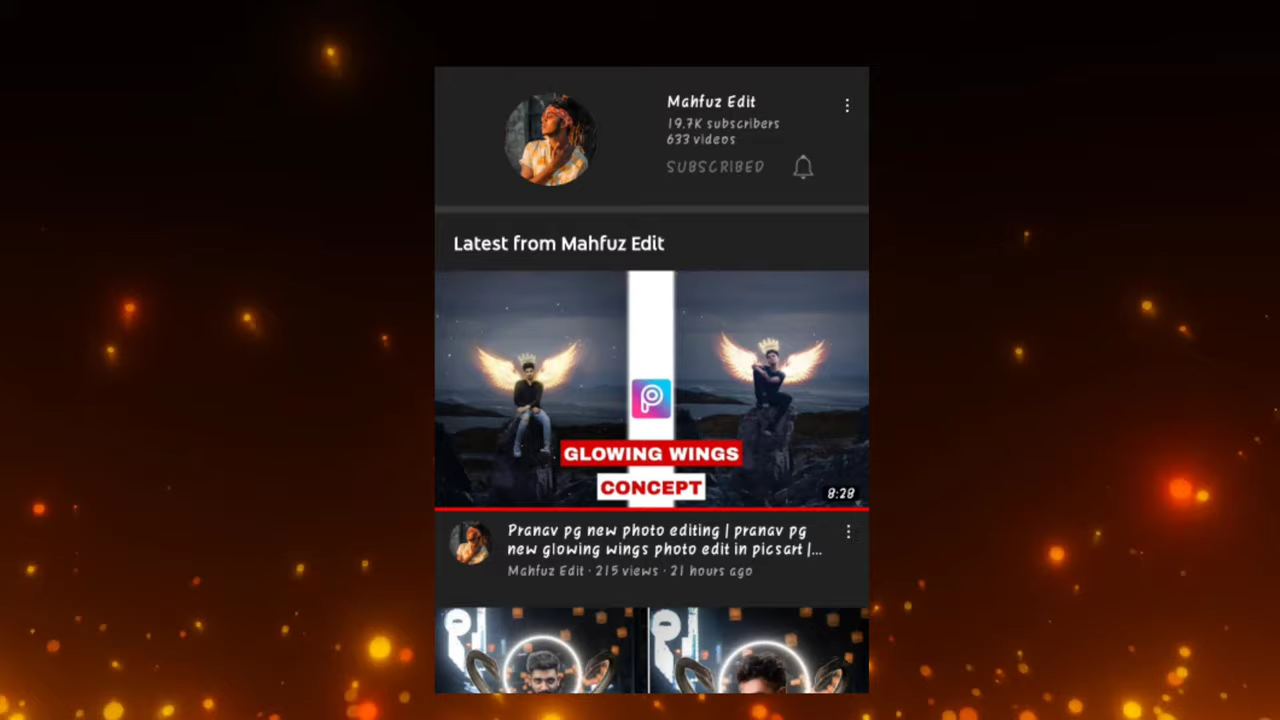 Mahfuz Edit
19.7K subscribers
633 videos
SUBSCRIBED
Latest from Mahfuz Edit
GLOWING WINGS
CONCEPT
8:28
Pranav pg new photo editing | pranav pg
new glowing wings photo edit in picsart |...
Mahfuz Edit · 215 views · 21 hours ago